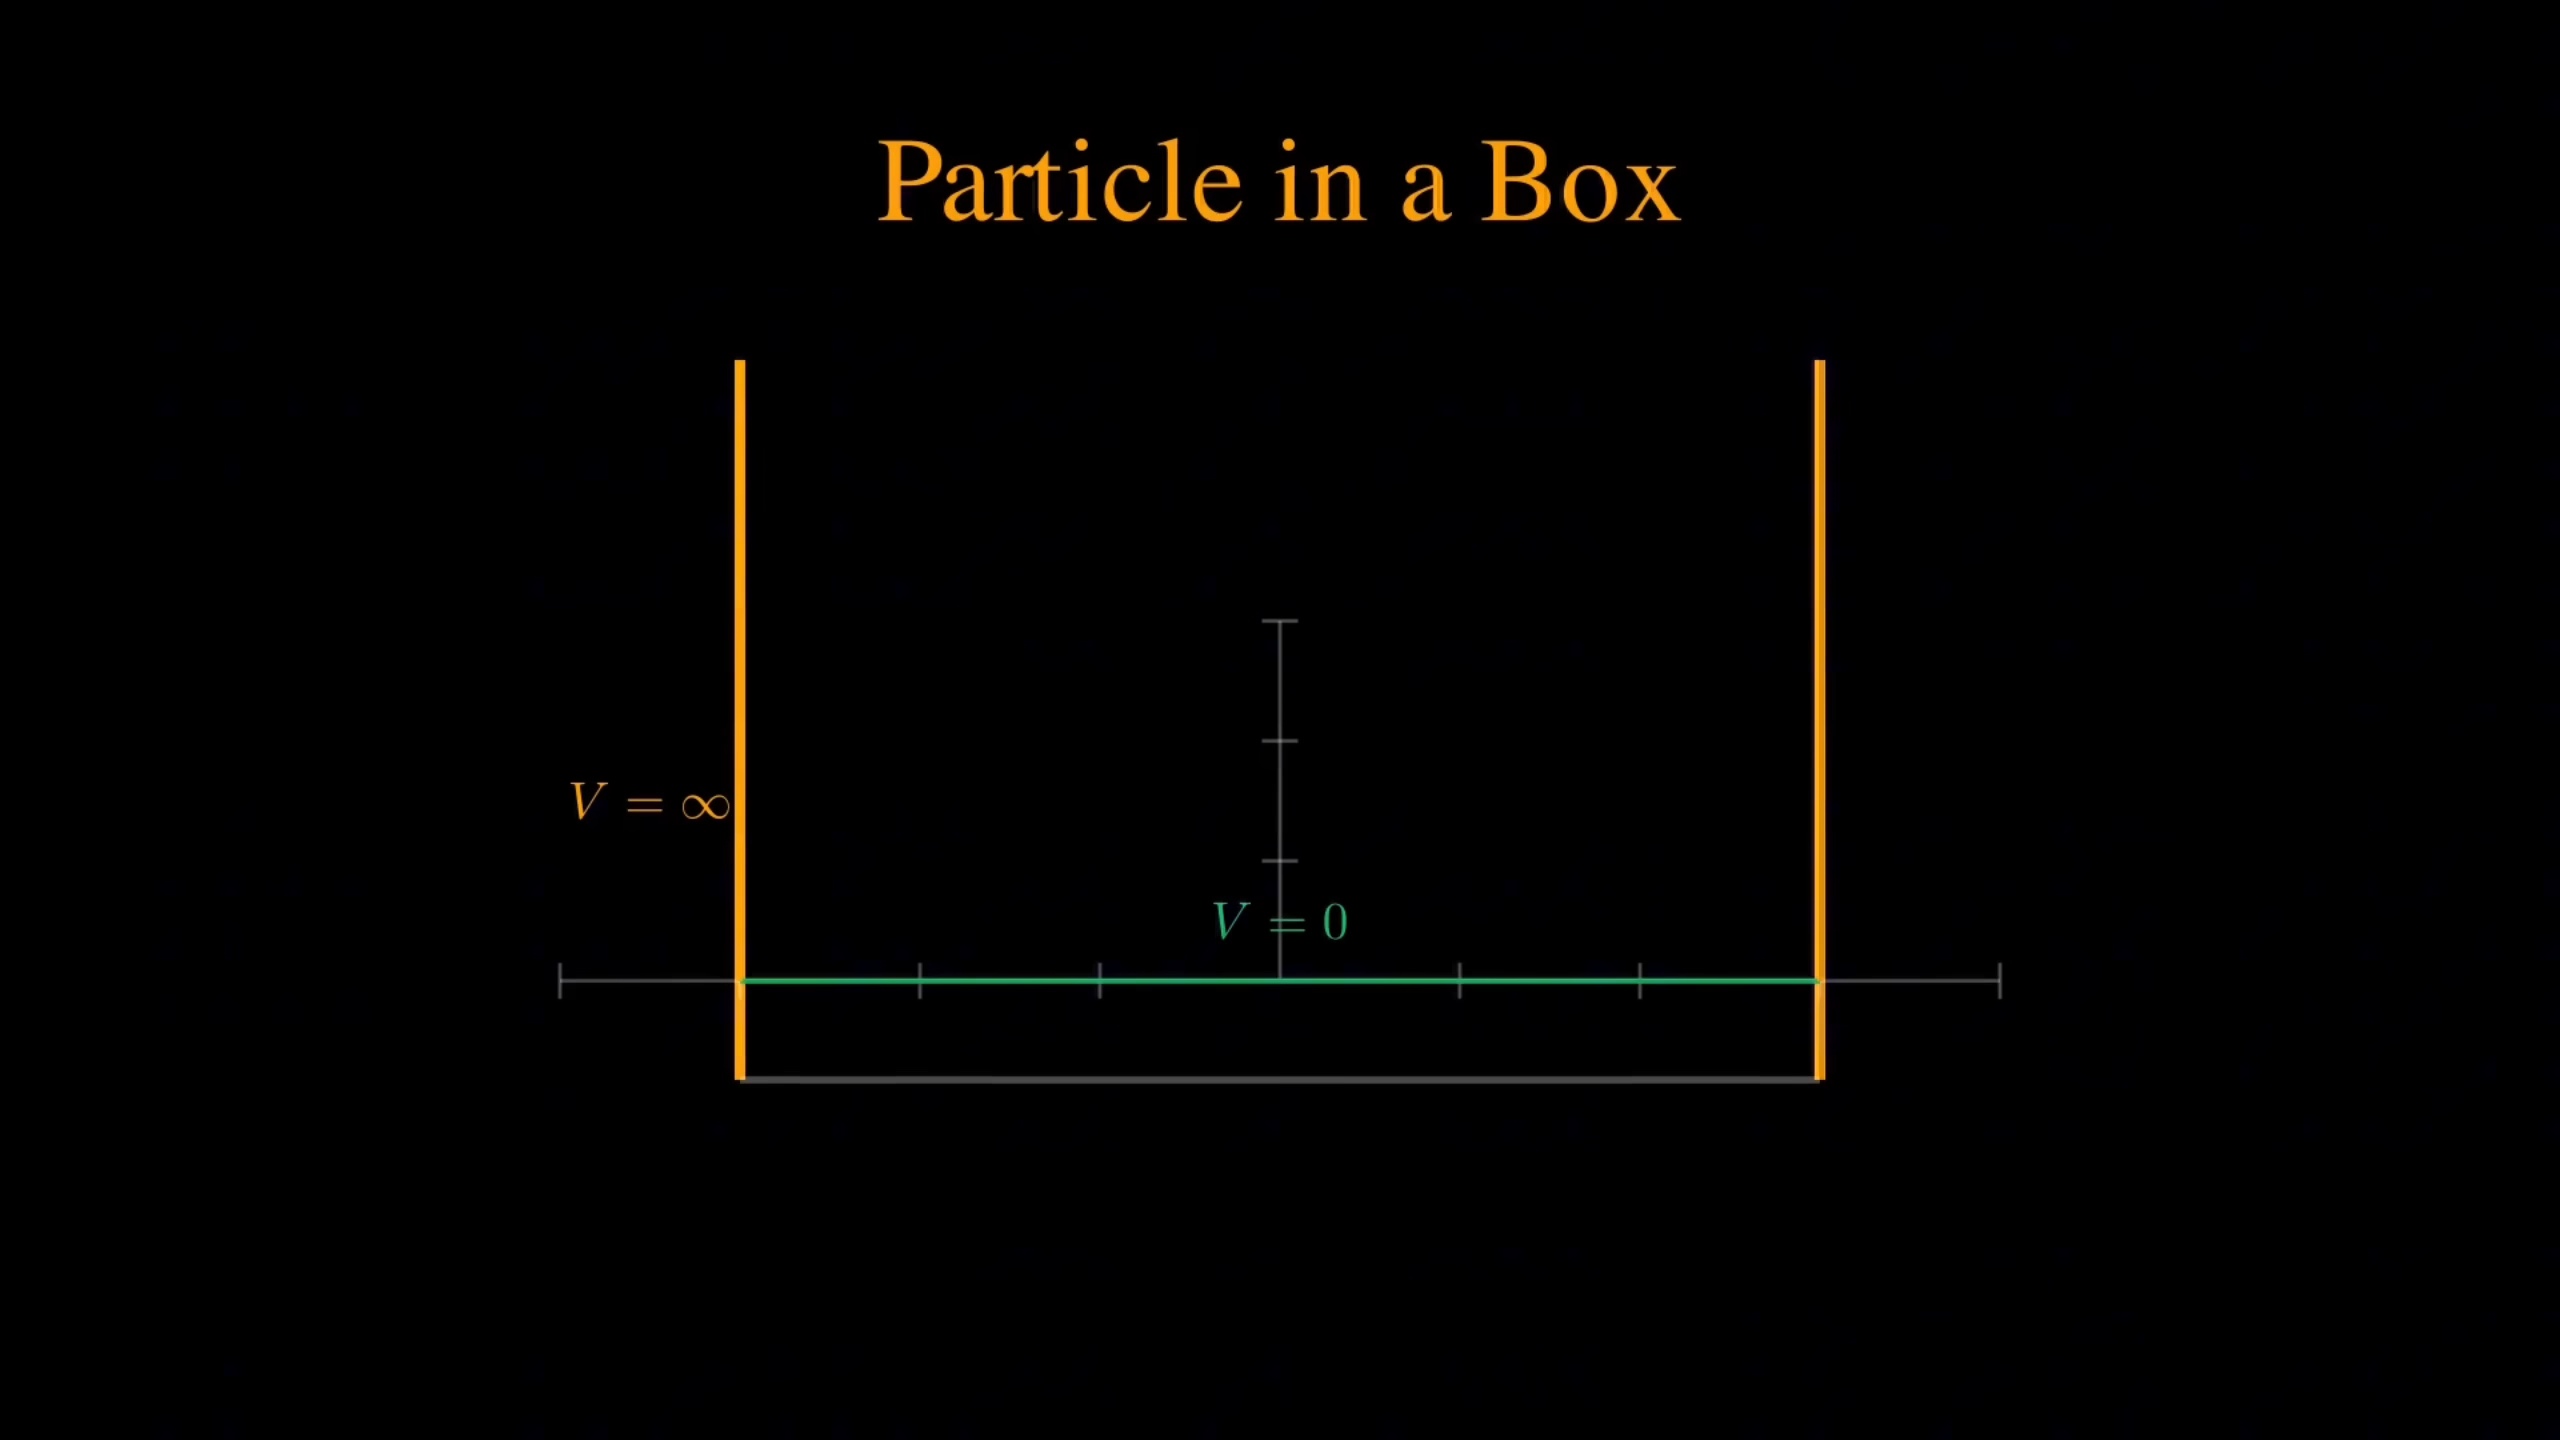 Particle in a Box
V = ∞
V = 0